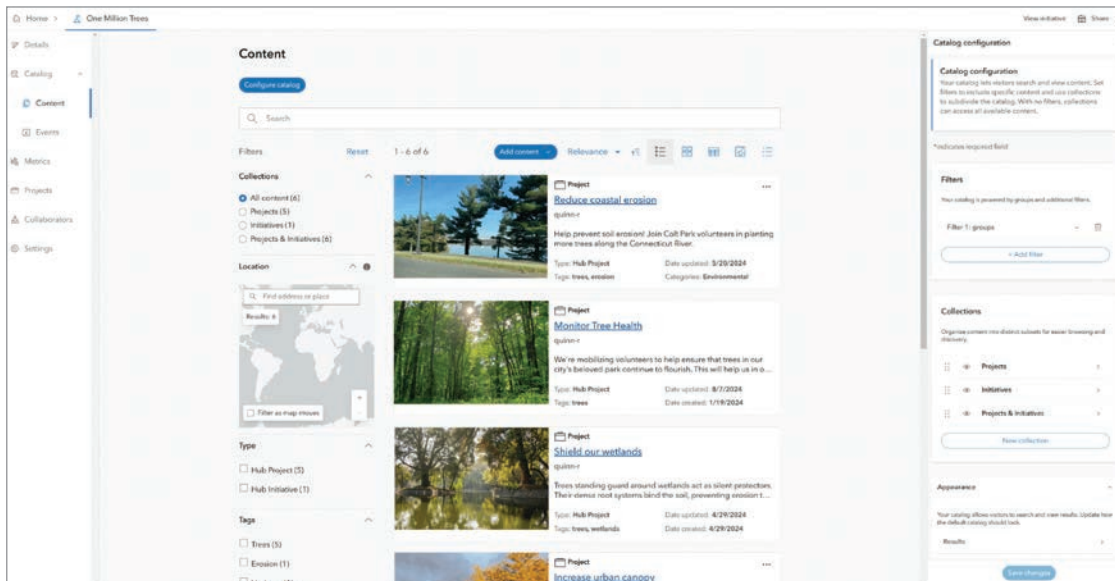 Home > One Million Trees
View initiative Share
Details
Catalog
Content
Events
Metrics
Projects
Collaborators
Settings
Content
Configure catalog
Search
Filters Reset
1 - 6 of 6 Add content Relevance
Collections
All content (6)
Projects (5)
Initiatives (1)
Projects & Initiatives (6)
Location
Find address or place
Results: 6
Filter as map moves
Type
Hub Project (5)
Hub Initiative (1)
Tags
Trees (5)
Erosion (1)
Project
Reduce coastal erosion
quinn-r
Help prevent soil erosion! Join Colt Park volunteers in planting
more trees along the Connecticut River.
Type: Hub Project Date updated: 5/20/2024
Tags: trees, erosion Categories: Environmental
Project
Monitor Tree Health
quinn-r
We're mobilizing volunteers to help ensure that trees in our
city's beloved park continue to flourish. This will help us in o...
Type: Hub Project Date updated: 8/7/2024
Tags: trees Date created: 1/19/2024
Project
Shield our wetlands
quinn-r
Trees standing guard around wetlands act as silent protectors.
Their dense root systems bind the soil, preventing erosion t...
Type: Hub Project Date updated: 4/29/2024
Tags: trees, wetlands Date created: 4/29/2024
Project
Increase urban canopy
Catalog configuration
Catalog configuration
Your catalog lets visitors search and view content. Set
filters to include specific content and use collections
to subdivide the catalog. With no filters, collections
can access all available content.
*Indicates required field
Filters
Your catalog is powered by groups and additional filters.
Filter 1: groups
+ Add filter
Collections
Organize content into distinct subsets for easier browsing and
discovery.
Projects
Initiatives
Projects & Initiatives
New collection
Appearance
Your catalog allows visitors to search and view results. Update how
the default catalog should look.
Results
Save changes